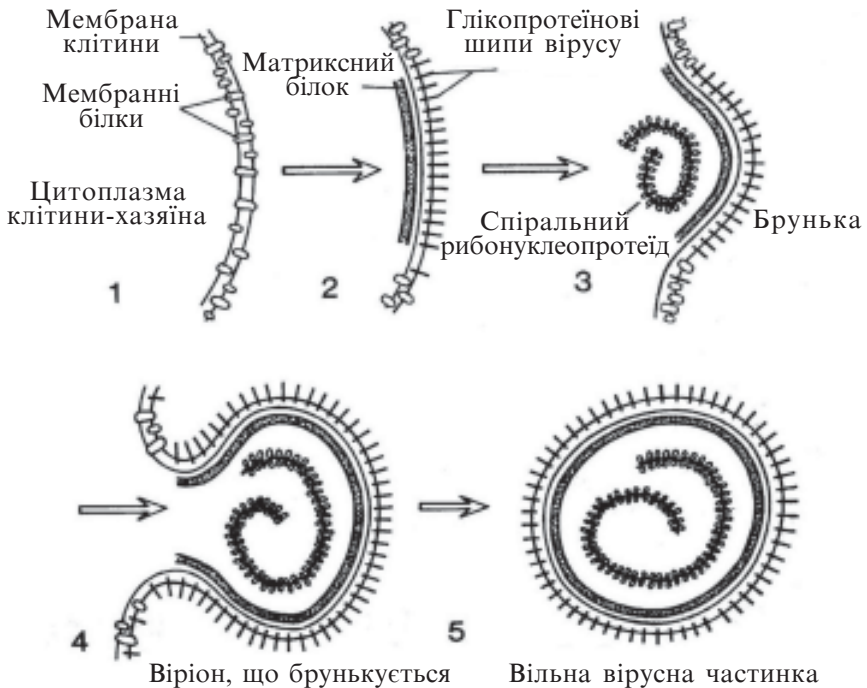 Мембрана
клітини
Мембранні
білки
Цитоплазма
клітини-хазяїна
1
Матриксний
білок
Глікопротеїнові
шипи вірусу
2
Спіральний
рибонуклеопротеїд
Брунька
3
4
Віріон, що брунькується
5
Вільна вірусна частинка